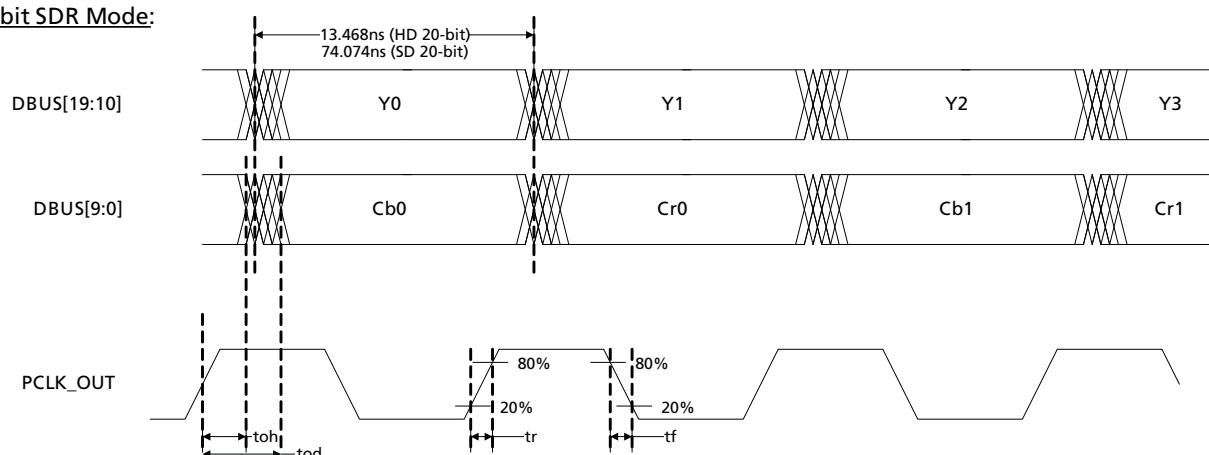 bit SDR Mode:
13.468ns (HD 20-bit)
74.074ns (SD 20-bit)
DBUS[19:10] Y0 Y1 Y2 Y3
DBUS[9:0] Cb0 Cr0 Cb1 Cr1
80% 80%
PCLK_OUT
20% 20%
toh tr tf
tod